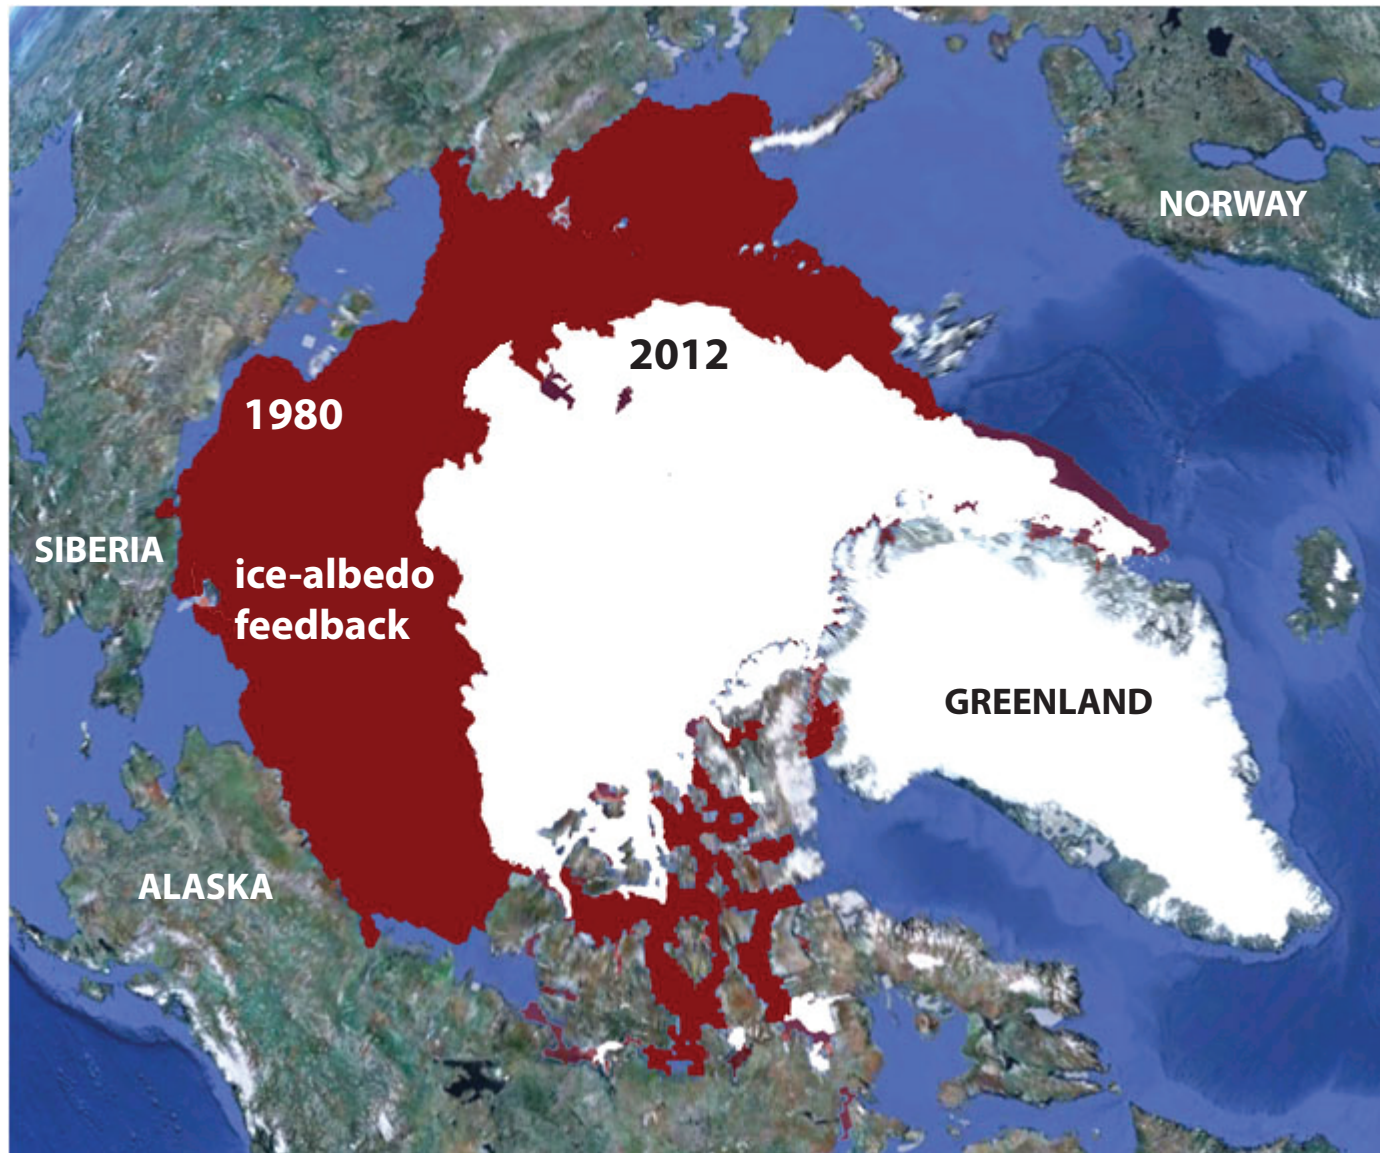 NORWAY
2012
1980
SIBERIA
ice-albedo
feedback
GREENLAND
ALASKA